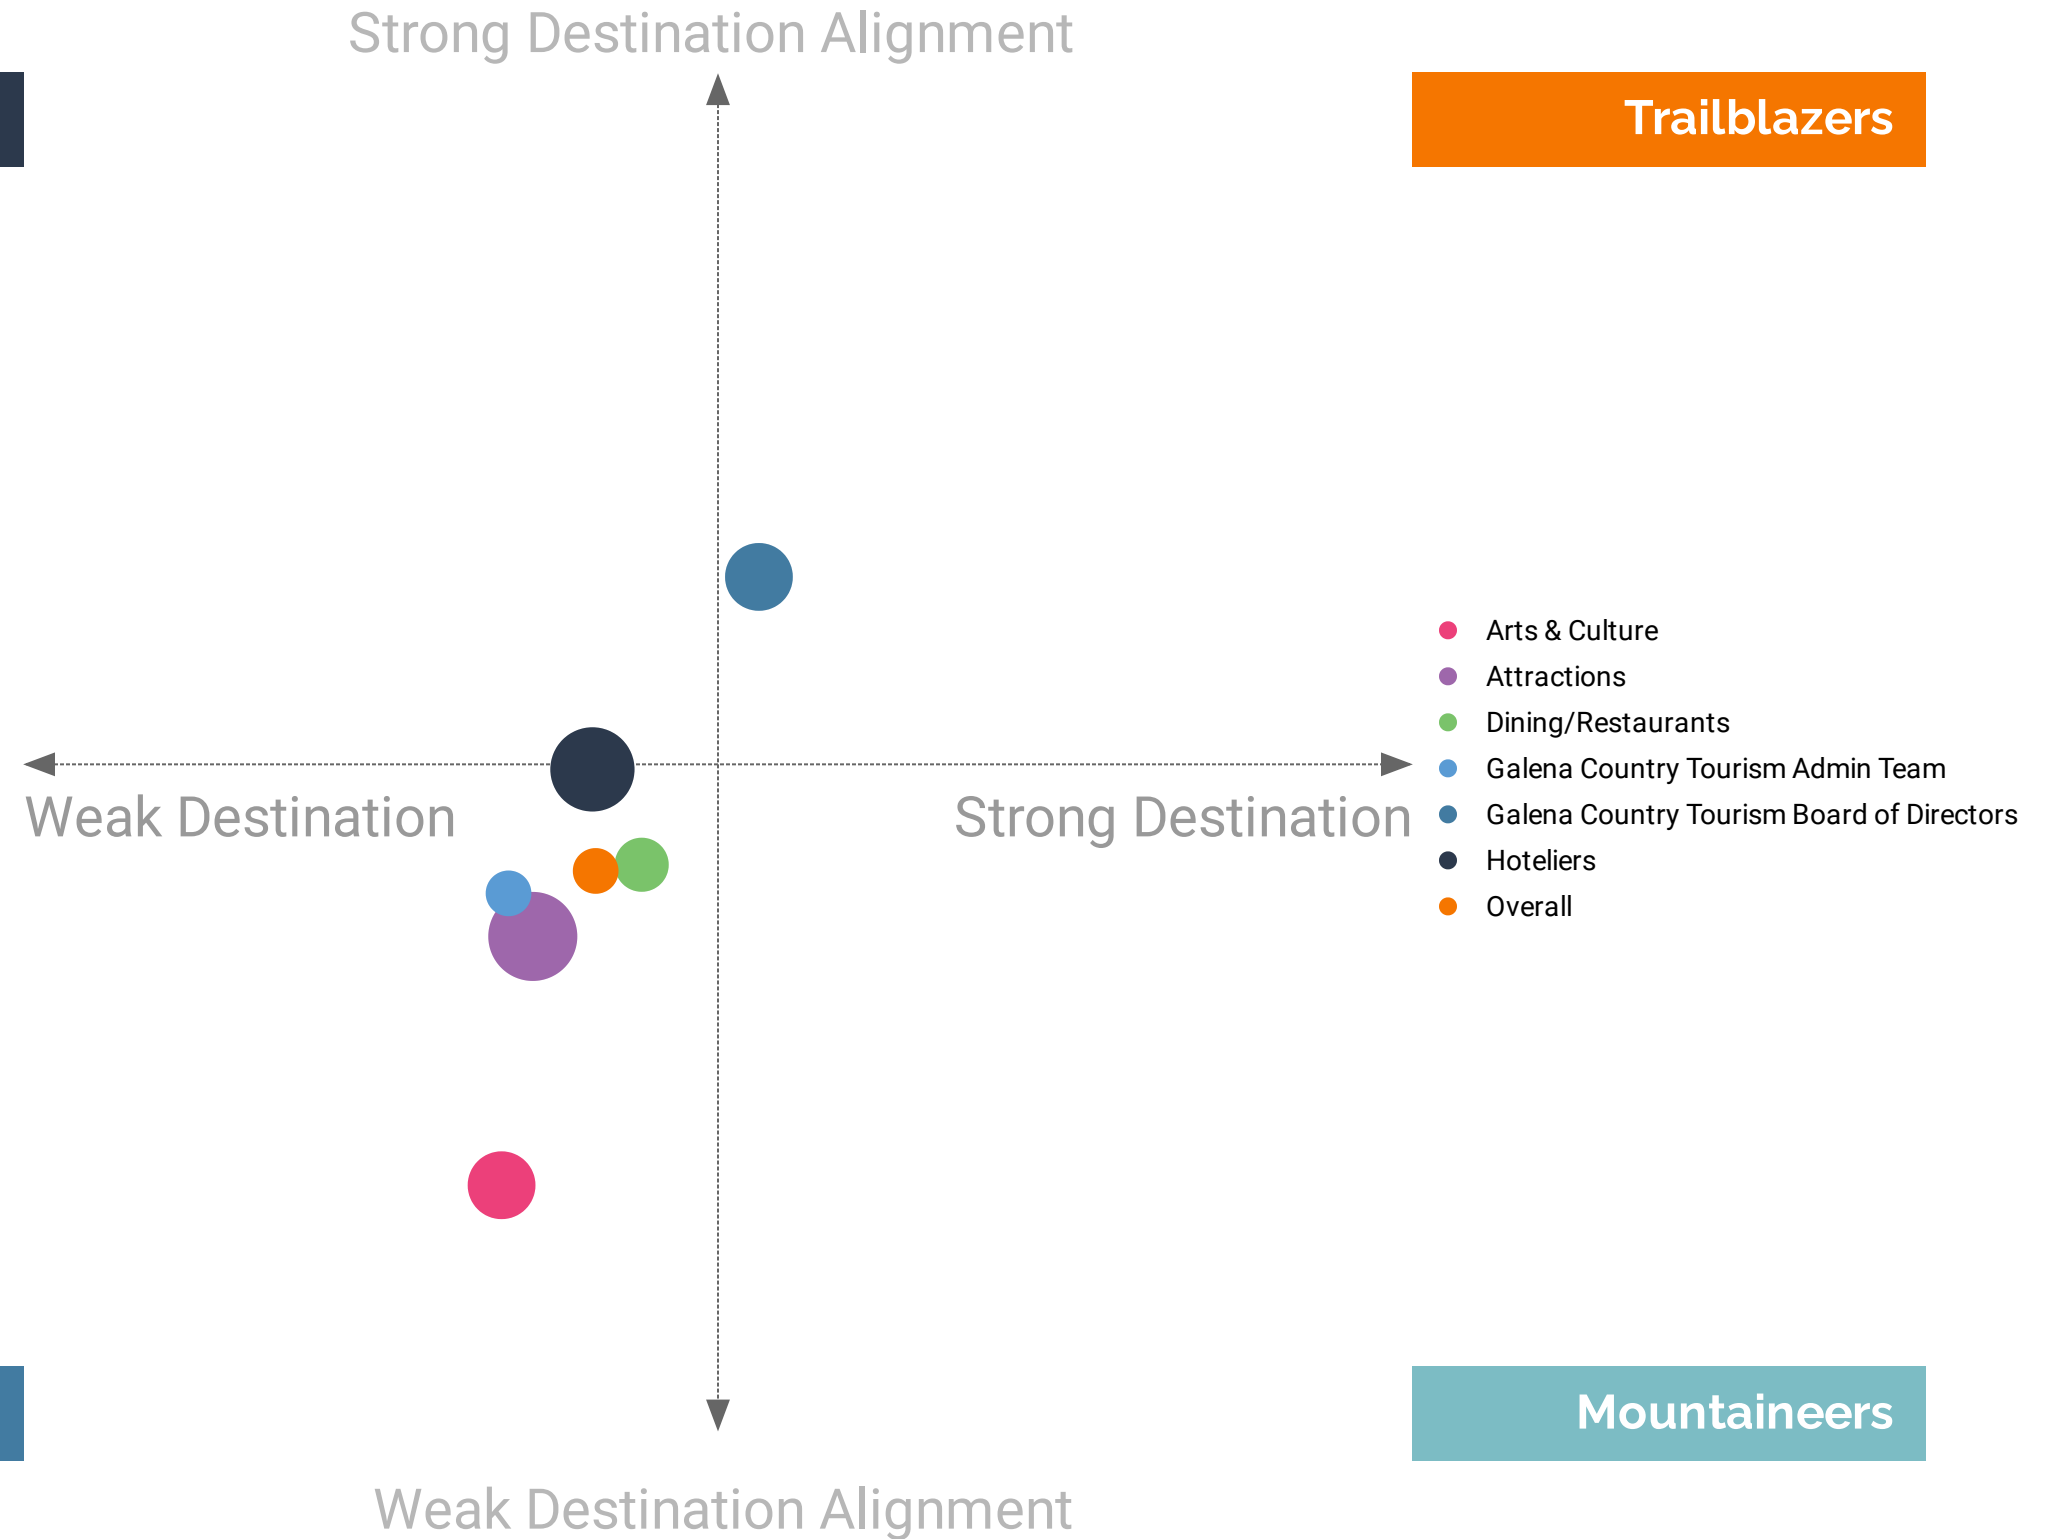 Strong Destination Alignment
Trailblazers
Weak Destination
Strong Destination
Arts & Culture
Attractions
Dining/Restaurants
Galena Country Tourism Admin Team
Galena Country Tourism Board of Directors
Hoteliers
Overall
Mountaineers
Weak Destination Alignment